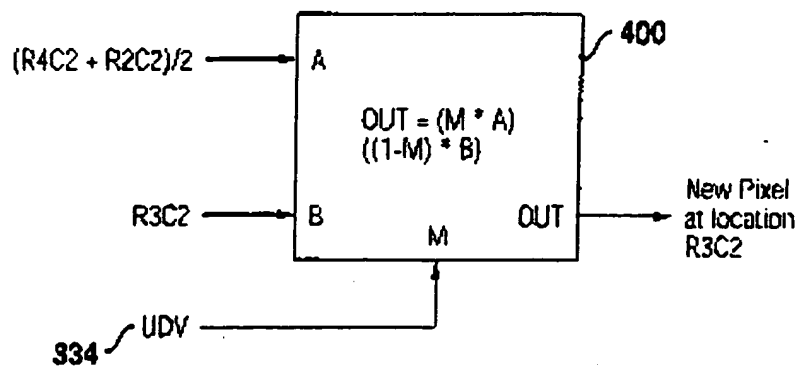 400
(R4C2 + R2C2)/2
A
OUT = (M * A)
((1-M) * B)
R3C2
B
OUT
New Pixel
at location
R3C2
M
UDV
334